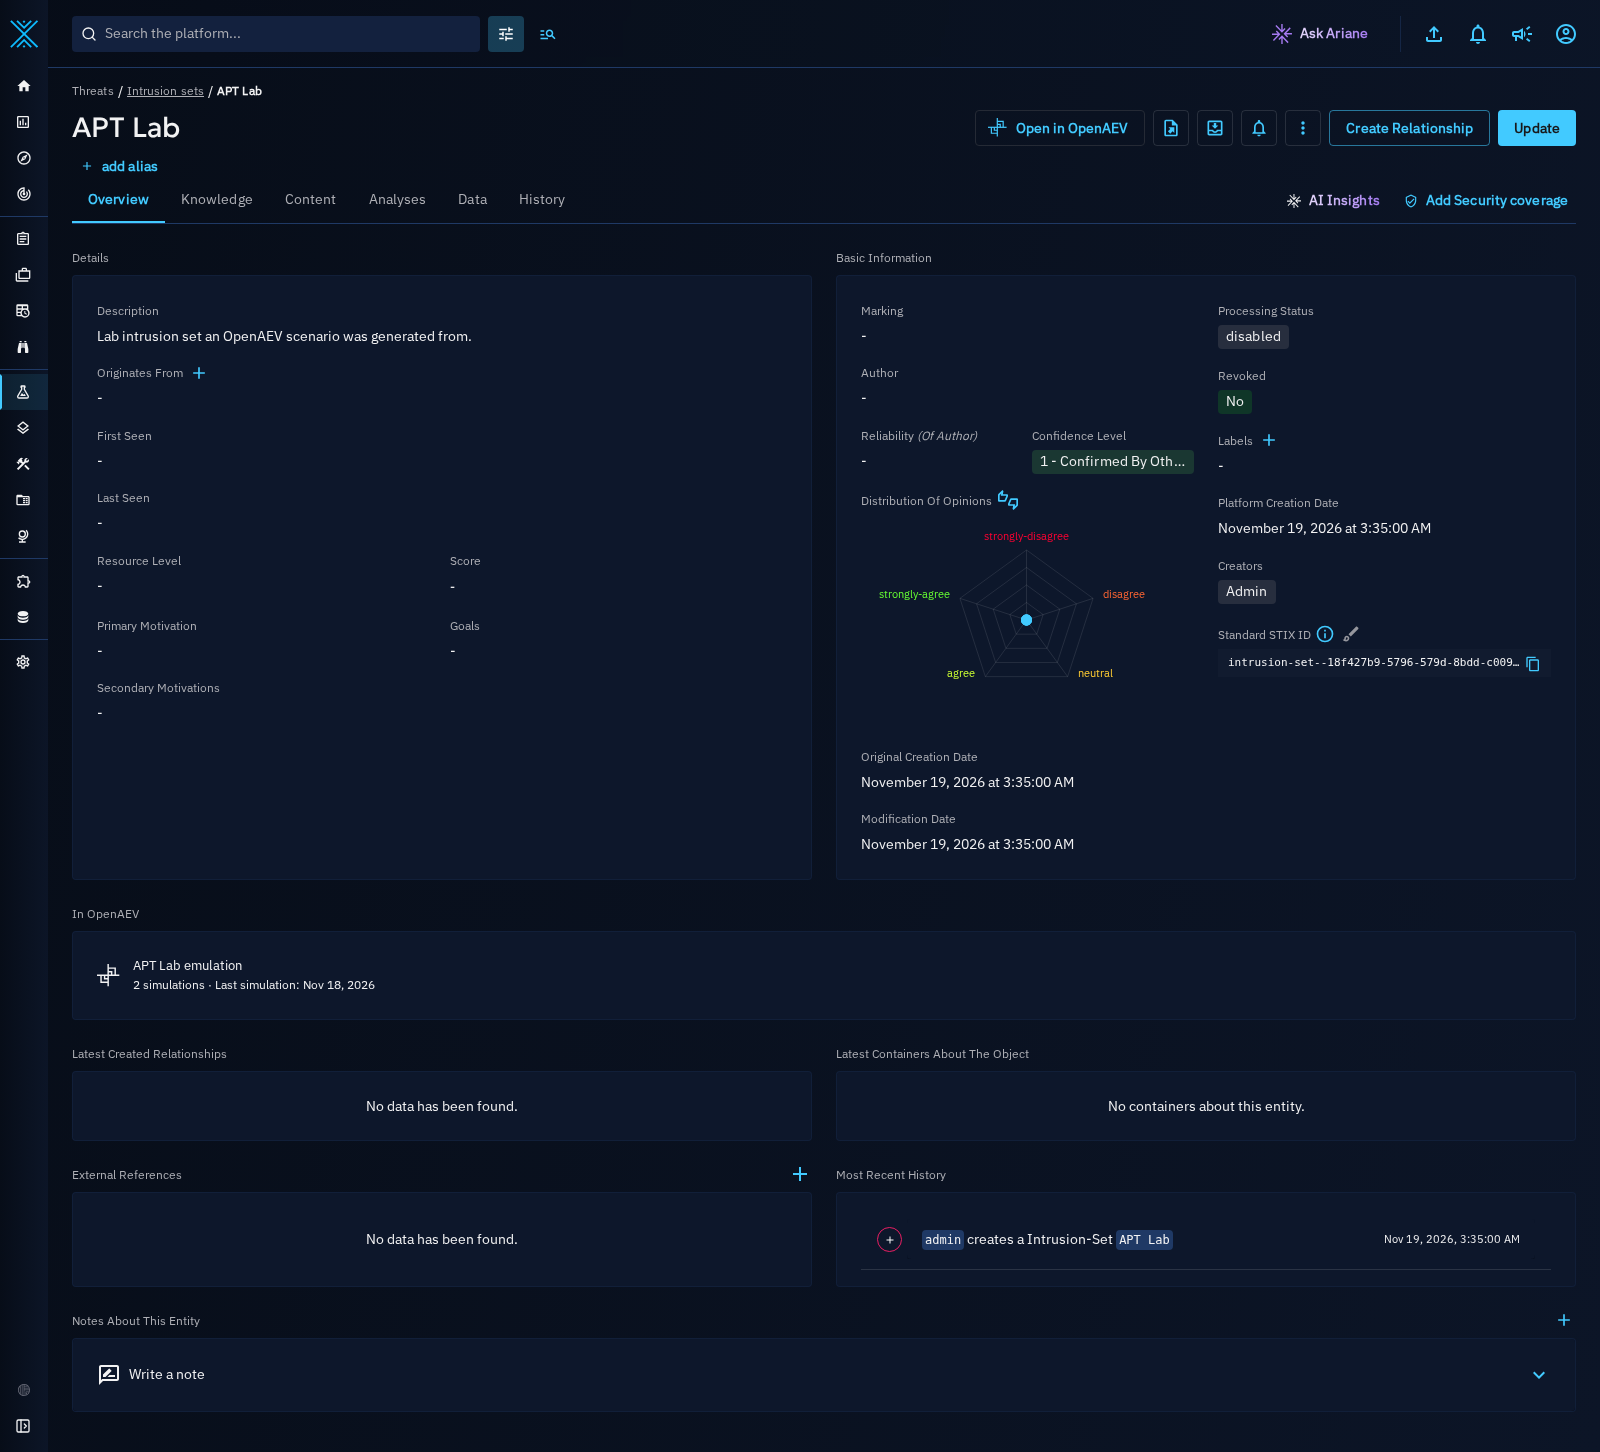 Search the platform...
Ask Ariane
Threats / Intrusion sets / APT Lab
APT Lab
Open in OpenAEV
Create Relationship
Update
+ add alias
Overview
Knowledge
Content
Analyses
Data
History
AI Insights
Add Security coverage
Details
Description
Lab intrusion set an OpenAEV scenario was generated from.
Originates From
-
First Seen
-
Last Seen
-
Resource Level
-
Score
-
Primary Motivation
-
Goals
-
Secondary Motivations
-
Basic Information
Marking
-
Processing Status
disabled
Author
-
Revoked
No
Reliability (Of Author)
-
Confidence Level
1 - Confirmed By Oth...
Labels
-
Distribution Of Opinions
strongly-disagree
strongly-agree
disagree
agree
neutral
Platform Creation Date
November 19, 2026 at 3:35:00 AM
Creators
Admin
Standard STIX ID
intrusion-set--18f427b9-5796-579d-8bdd-c009…
Original Creation Date
November 19, 2026 at 3:35:00 AM
Modification Date
November 19, 2026 at 3:35:00 AM
In OpenAEV
APT Lab emulation
2 simulations · Last simulation: Nov 18, 2026
Latest Created Relationships
No data has been found.
Latest Containers About The Object
No containers about this entity.
External References
No data has been found.
Most Recent History
admin creates a Intrusion-Set APT Lab
Nov 19, 2026, 3:35:00 AM
Notes About This Entity
Write a note